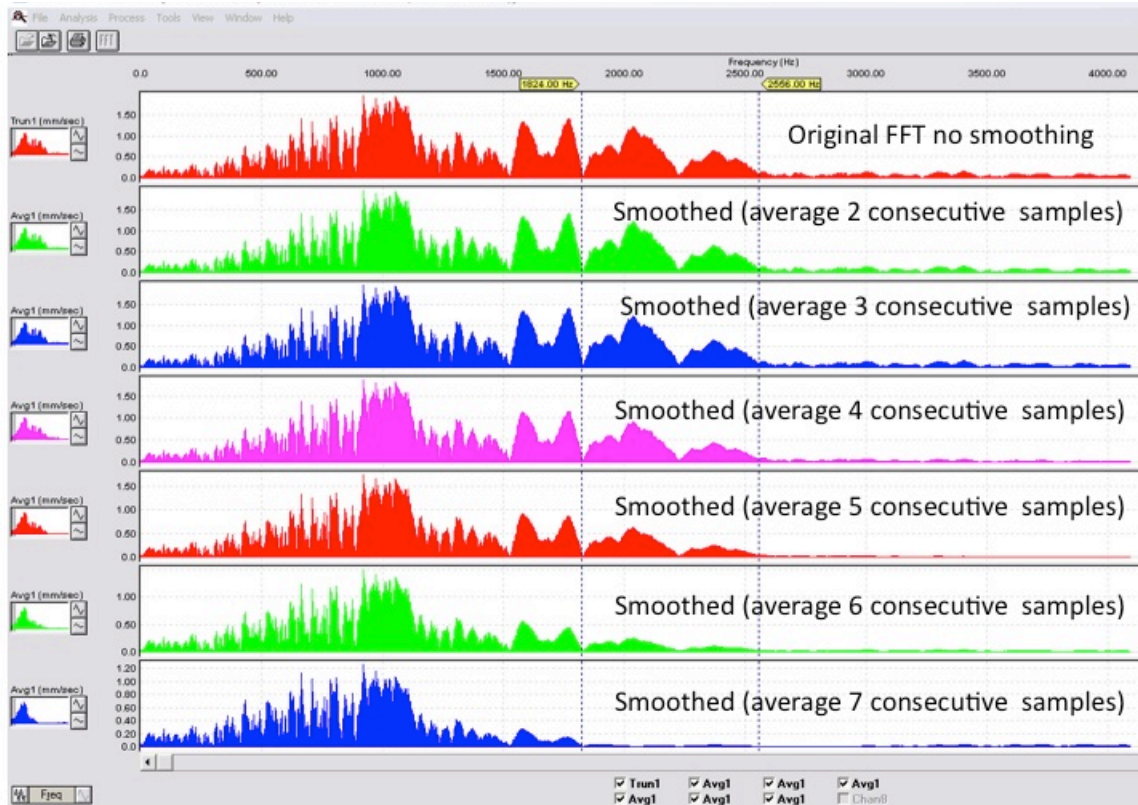 File Analysis Process Tools View Window Help
FFT
Frequency (Hz)
0.0 500.00 1000.00 1500.00 2000.00 2500.00 3000.00 3500.00 4000.00
1824.00 Hz 2556.00 Hz
Trun1 (mm/sec)
1.50
1.00
0.50
0.0
Original FFT no smoothing
Avg1 (mm/sec)
1.50
1.00
0.50
0.0
Smoothed (average 2 consecutive samples)
Avg1 (mm/sec)
1.50
1.00
0.50
0.0
Smoothed (average 3 consecutive samples)
Avg1 (mm/sec)
1.50
1.00
0.50
0.0
Smoothed (average 4 consecutive samples)
Avg1 (mm/sec)
1.50
1.00
0.50
0.0
Smoothed (average 5 consecutive samples)
Avg1 (mm/sec)
1.00
0.50
0.0
Smoothed (average 6 consecutive samples)
Avg1 (mm/sec)
1.20
1.00
0.80
0.60
0.40
0.20
0.0
Smoothed (average 7 consecutive samples)
Trun1 Avg1 Avg1 Avg1
Freq Avg1 Avg1 Avg1 Chan8